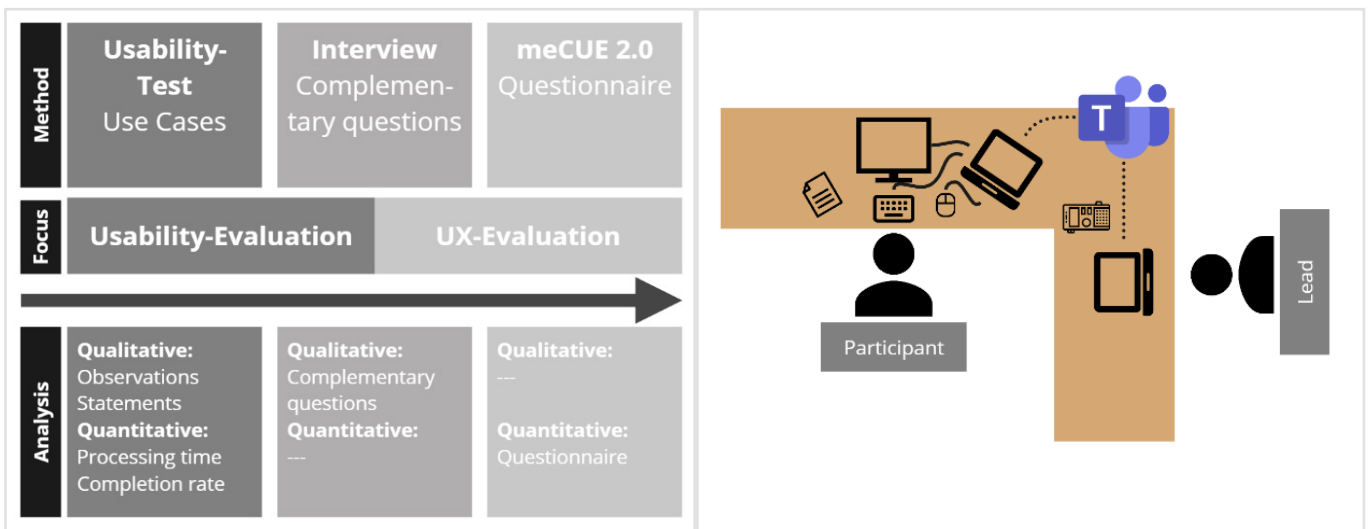 Method
Usability-
Test
Use Cases
Interview
Complemen-
tary questions
meCUE 2.0
Questionnaire
Focus
Usability-Evaluation
UX-Evaluation
Analysis
Qualitative:
Observations
Statements
Quantitative:
Processing time
Completion rate
Qualitative:
Complementary
questions
Quantitative:
---
Qualitative:
---
Quantitative:
Questionnaire
T
Participant
Lead